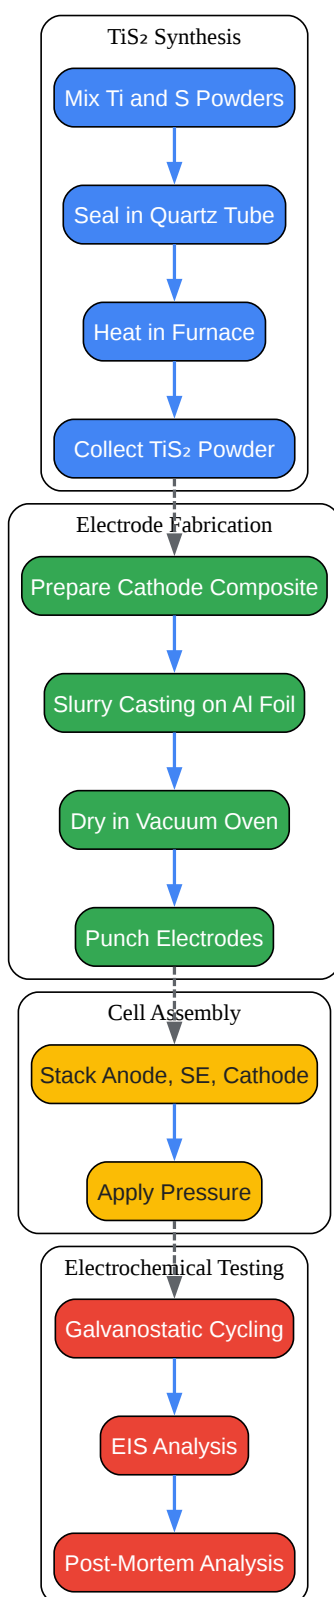 TiS₂ Synthesis
Mix Ti and S Powders
Seal in Quartz Tube
Heat in Furnace
Collect TiS₂ Powder
Electrode Fabrication
Prepare Cathode Composite
Slurry Casting on Al Foil
Dry in Vacuum Oven
Punch Electrodes
Cell Assembly
Stack Anode, SE, Cathode
Apply Pressure
Electrochemical Testing
Galvanostatic Cycling
EIS Analysis
Post-Mortem Analysis